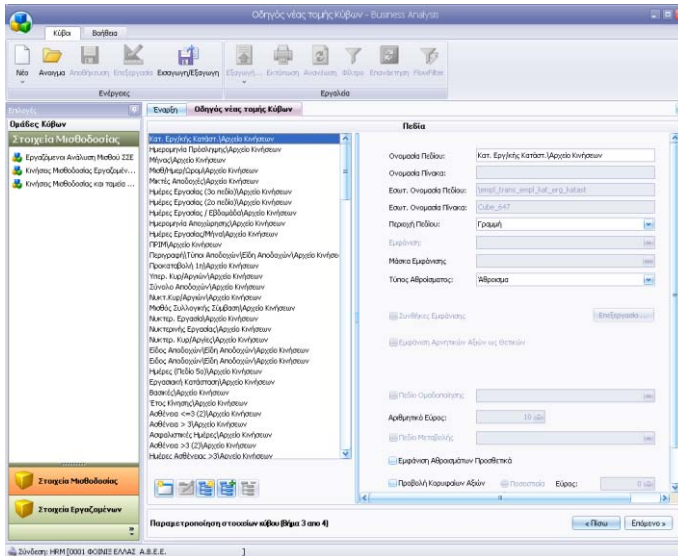 Οδηγός νέας τομής Κύβων - Business Analysis
Κύβοι Βοήθεια
Νέο Άνοιγμα Αποθήκευση Επεξεργασία Εισαγωγή/Εξαγωγή Εξαγωγή... Εκτύπωση Ανανέωση Φίλτρο Επανάκτηση FlowFilter
Ενέργειες Εργαλεία
Επιλογές
Έναρξη Οδηγός νέας τομής Κύβων
Ομάδες Κύβων
Στοιχεία Μισθοδοσίας
Εργαζόμενοι Ανάλυση Μισθού ΣΣΕ
Κινήσεις Μισθοδοσίας Εργαζομέν...
Κινήσεις Μισθοδοσίας και ταμεία ...
Στοιχεία Μισθοδοσίας
Στοιχεία Εργαζομένων
Κατ. Εργ/κής Κατάστ.\Αρχείο Κινήσεων
Ημερομηνία Πρόσληψης\Αρχείο Κινήσεων
Μήνας\Αρχείο Κινήσεων
Μισθ/Ημερ/Ωρομ\Αρχείο Κινήσεων
Μικτές Αποδοχές\Αρχείο Κινήσεων
Ημέρες Εργασίας (3ο πεδίο)\Αρχείο Κινήσεων
Ημέρες Εργασίας (2ο πεδίο)\Αρχείο Κινήσεων
Ημέρες Εργασίας / Εβδομάδα\Αρχείο Κινήσεων
Ημερομηνία Αποχώρησης\Αρχείο Κινήσεων
Ημέρες Εργασίας/Μήνα\Αρχείο Κινήσεων
ΠΡΙΜ\Αρχείο Κινήσεων
Περιγραφή\Τύποι Αποδοχών\Είδη Αποδοχών\Αρχείο Κινήσε
Προκαταβολή 1η\Αρχείο Κινήσεων
Υπερ. Κυρ/Αργιών\Αρχείο Κινήσεων
Σύνολο Αποδοχών\Αρχείο Κινήσεων
Νυκτ.Κυρ/Αργιών\Αρχείο Κινήσεων
Μισθός Συλλογικής Σύμβαση\Αρχείο Κινήσεων
Νυκτερ. Εργασία\Αρχείο Κινήσεων
Νυκτερινής Εργασίας\Αρχείο Κινήσεων
Νυκτερ. Κυρ/Αργίες\Αρχείο Κινήσεων
Είδος Αποδοχών\Είδη Αποδοχών\Αρχείο Κινήσεων
Είδος Αποδοχών\Είδη Αποδοχών\Αρχείο Κινήσεων
Ημέρες (Πεδίο 5ο)\Αρχείο Κινήσεων
Εργασιακή Κατάσταση\Αρχείο Κινήσεων
Βασικές\Αρχείο Κινήσεων
Έτος Κίνησης\Αρχείο Κινήσεων
Ασθένεια <=3 (2)\Αρχείο Κινήσεων
Ασθένεια > 3\Αρχείο Κινήσεων
Ασφαλιστικές Ημέρες\Αρχείο Κινήσεων
Ασθένεια >3 (2)\Αρχείο Κινήσεων
Ημέρες Ασθένειας >3\Αρχείο Κινήσεων
Πεδία
Ονομασία Πεδίου: Κατ. Εργ/κής Κατάστ.\Αρχείο Κινήσεων
Ονομασία Πίνακα:
Εσωτ. Ονομασία Πεδίου: \empl_trans_empl_kat_erg_katast
Εσωτ. Ονομασία Πίνακα: Cube_647
Περιοχή Πεδίου: Γραμμή
Εμφάνιση:
Μάσκα Εμφάνισης
Τύπος Αθροίσματος: Άθροισμα
Συνθήκες Εμφάνισης Επεξεργασία ...
Εμφάνιση Αρνητικών Αξιών ως Θετικών
Πεδίο Ομαδοποίησης
Αριθμητικό Εύρος: 10
Πεδίο Μεταβολής
Εμφάνιση Αθροισμάτων Προσθετικά
Προβολή Κορυφαίων Αξιών Ποσοστιαία Εύρος: 0
Παραμετροποίηση στοιχείων κύβου (Βήμα 3 απο 4)
« Πίσω Επόμενο »
Σύνδεση: HRM [0001 ΦΟΙΝΙΞ ΕΛΛΑΣ Α.Β.Ε.Ε. ]